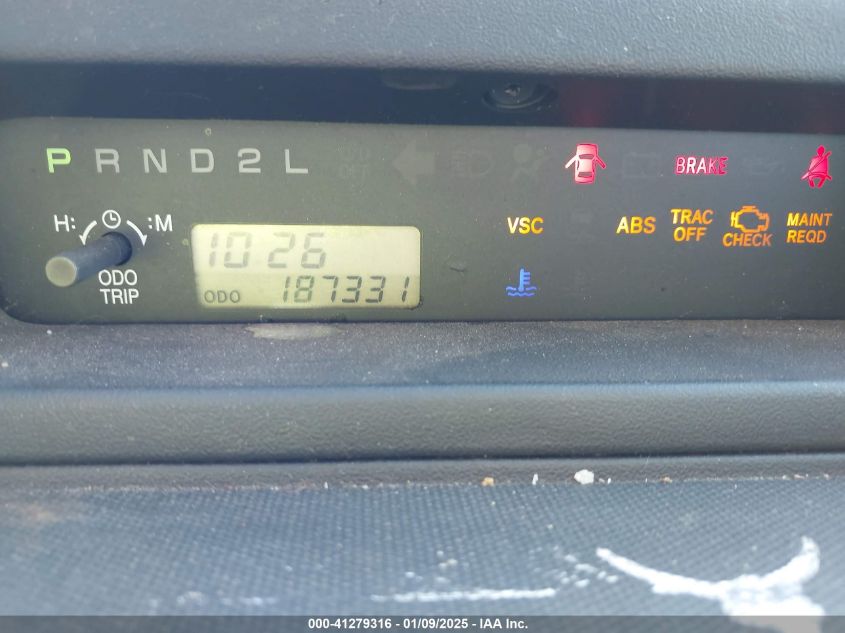 P R N D 2 L
BRAKE
H: :M
10 26
VSC
ABS
TRAC
OFF
CHECK
MAINT
REQD
ODO
TRIP
ODO 187331
000-41279316 - 01/09/2025 - IAA Inc.